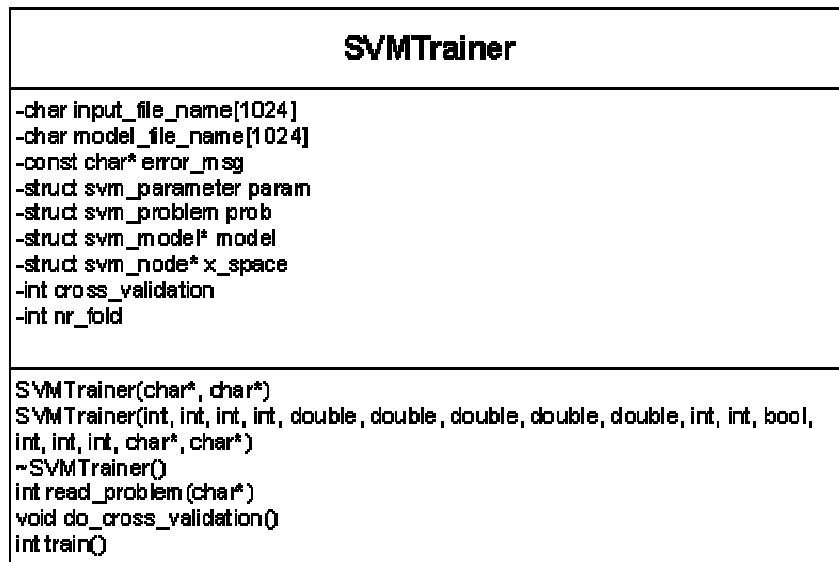 SVMTrainer
-char input_file_name[1024]
-char model_file_name[1024]
-const char* error_msg
-struct svm_parameter param
-struct svm_problem prob
-struct svm_model* model
-struct svm_node* x_space
-int cross_validation
-int nr_fold
SVMTrainer(char*, char*)
SVMTrainer(int, int, int, int, double, double, double, double, double, int, int, bool,
int, int, int, char*, char*)
~SVMTrainer()
int read_problem(char*)
void do_cross_validation()
int train()